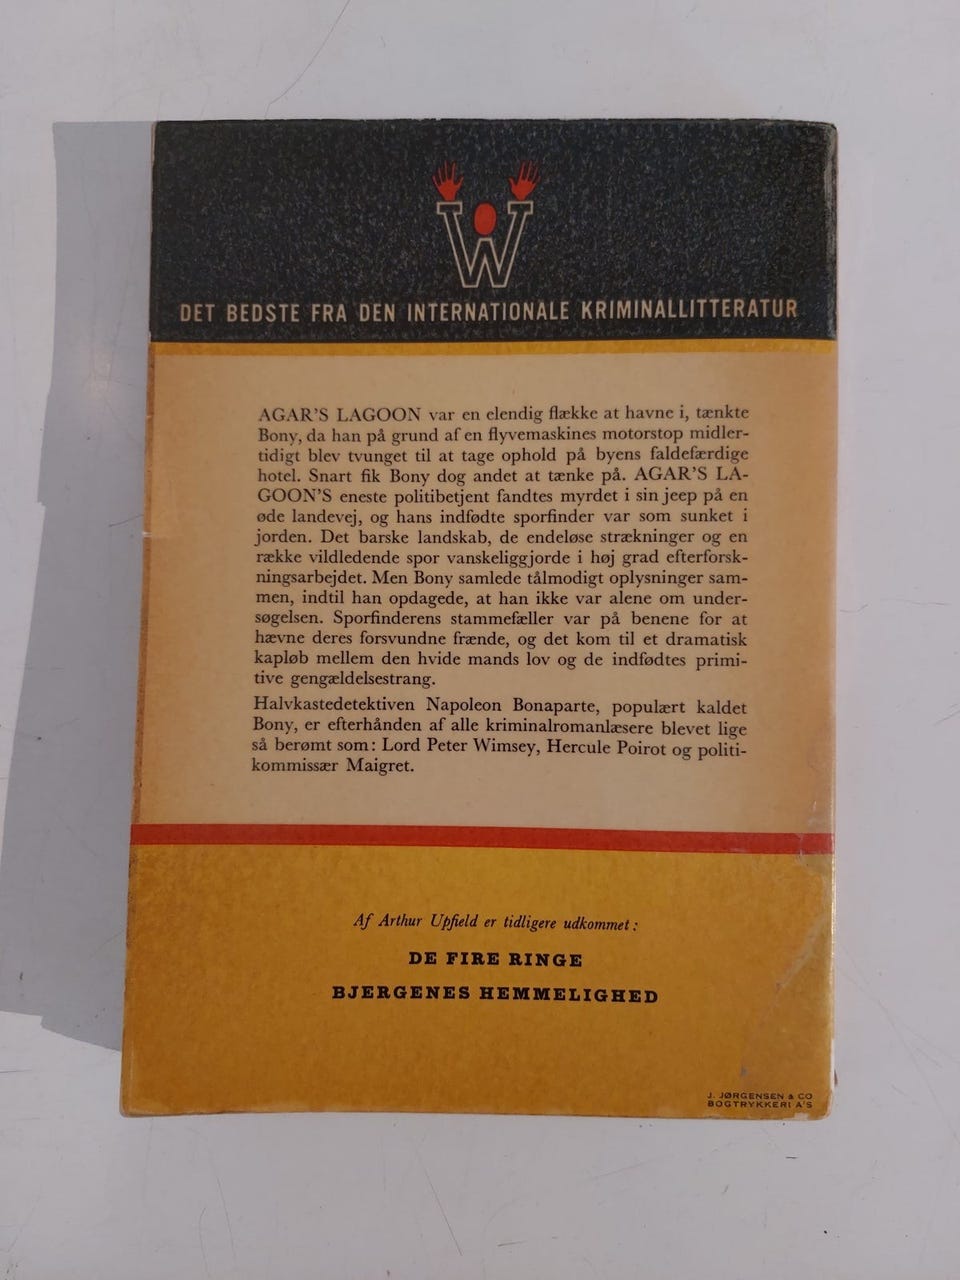 W
DET BEDSTE FRA DEN INTERNATIONALE KRIMINALLITTERATUR
AGAR'S LAGOON var en elendig flække at havne i, tænkte
Bony, da han på grund af en flyvemaskines motorstop midler-
tidigt blev tvunget til at tage ophold på byens faldefærdige
hotel. Snart fik Bony dog andet at tænke på. AGAR'S LA-
GOON'S eneste politibetjent fandtes myrdet i sin jeep på en
øde landevej, og hans indfødte sporfinder var som sunket i
jorden. Det barske landskab, de endeløse strækninger og en
række vildledende spor vanskeliggjorde i høj grad efterforsk-
ningsarbejdet. Men Bony samlede tålmodigt oplysninger sam-
men, indtil han opdagede, at han ikke var alene om under-
søgelsen. Sporfinderens stammefæller var på benene for at
hævne deres forsvundne frænde, og det kom til et dramatisk
kapløb mellem den hvide mands lov og de indfødtes primi-
tive gengældelsestrang.
Halvkastedetektiven Napoleon Bonaparte, populært kaldet
Bony, er efterhånden af alle kriminalromanlæsere blevet lige
så berømt som: Lord Peter Wimsey, Hercule Poirot og politi-
kommissær Maigret.
Af Arthur Upfield er tidligere udkommet:
DE FIRE RINGE
BJERGENES HEMMELIGHED
J. JØRGENSEN & CO
BOGTRYKKERI A'S